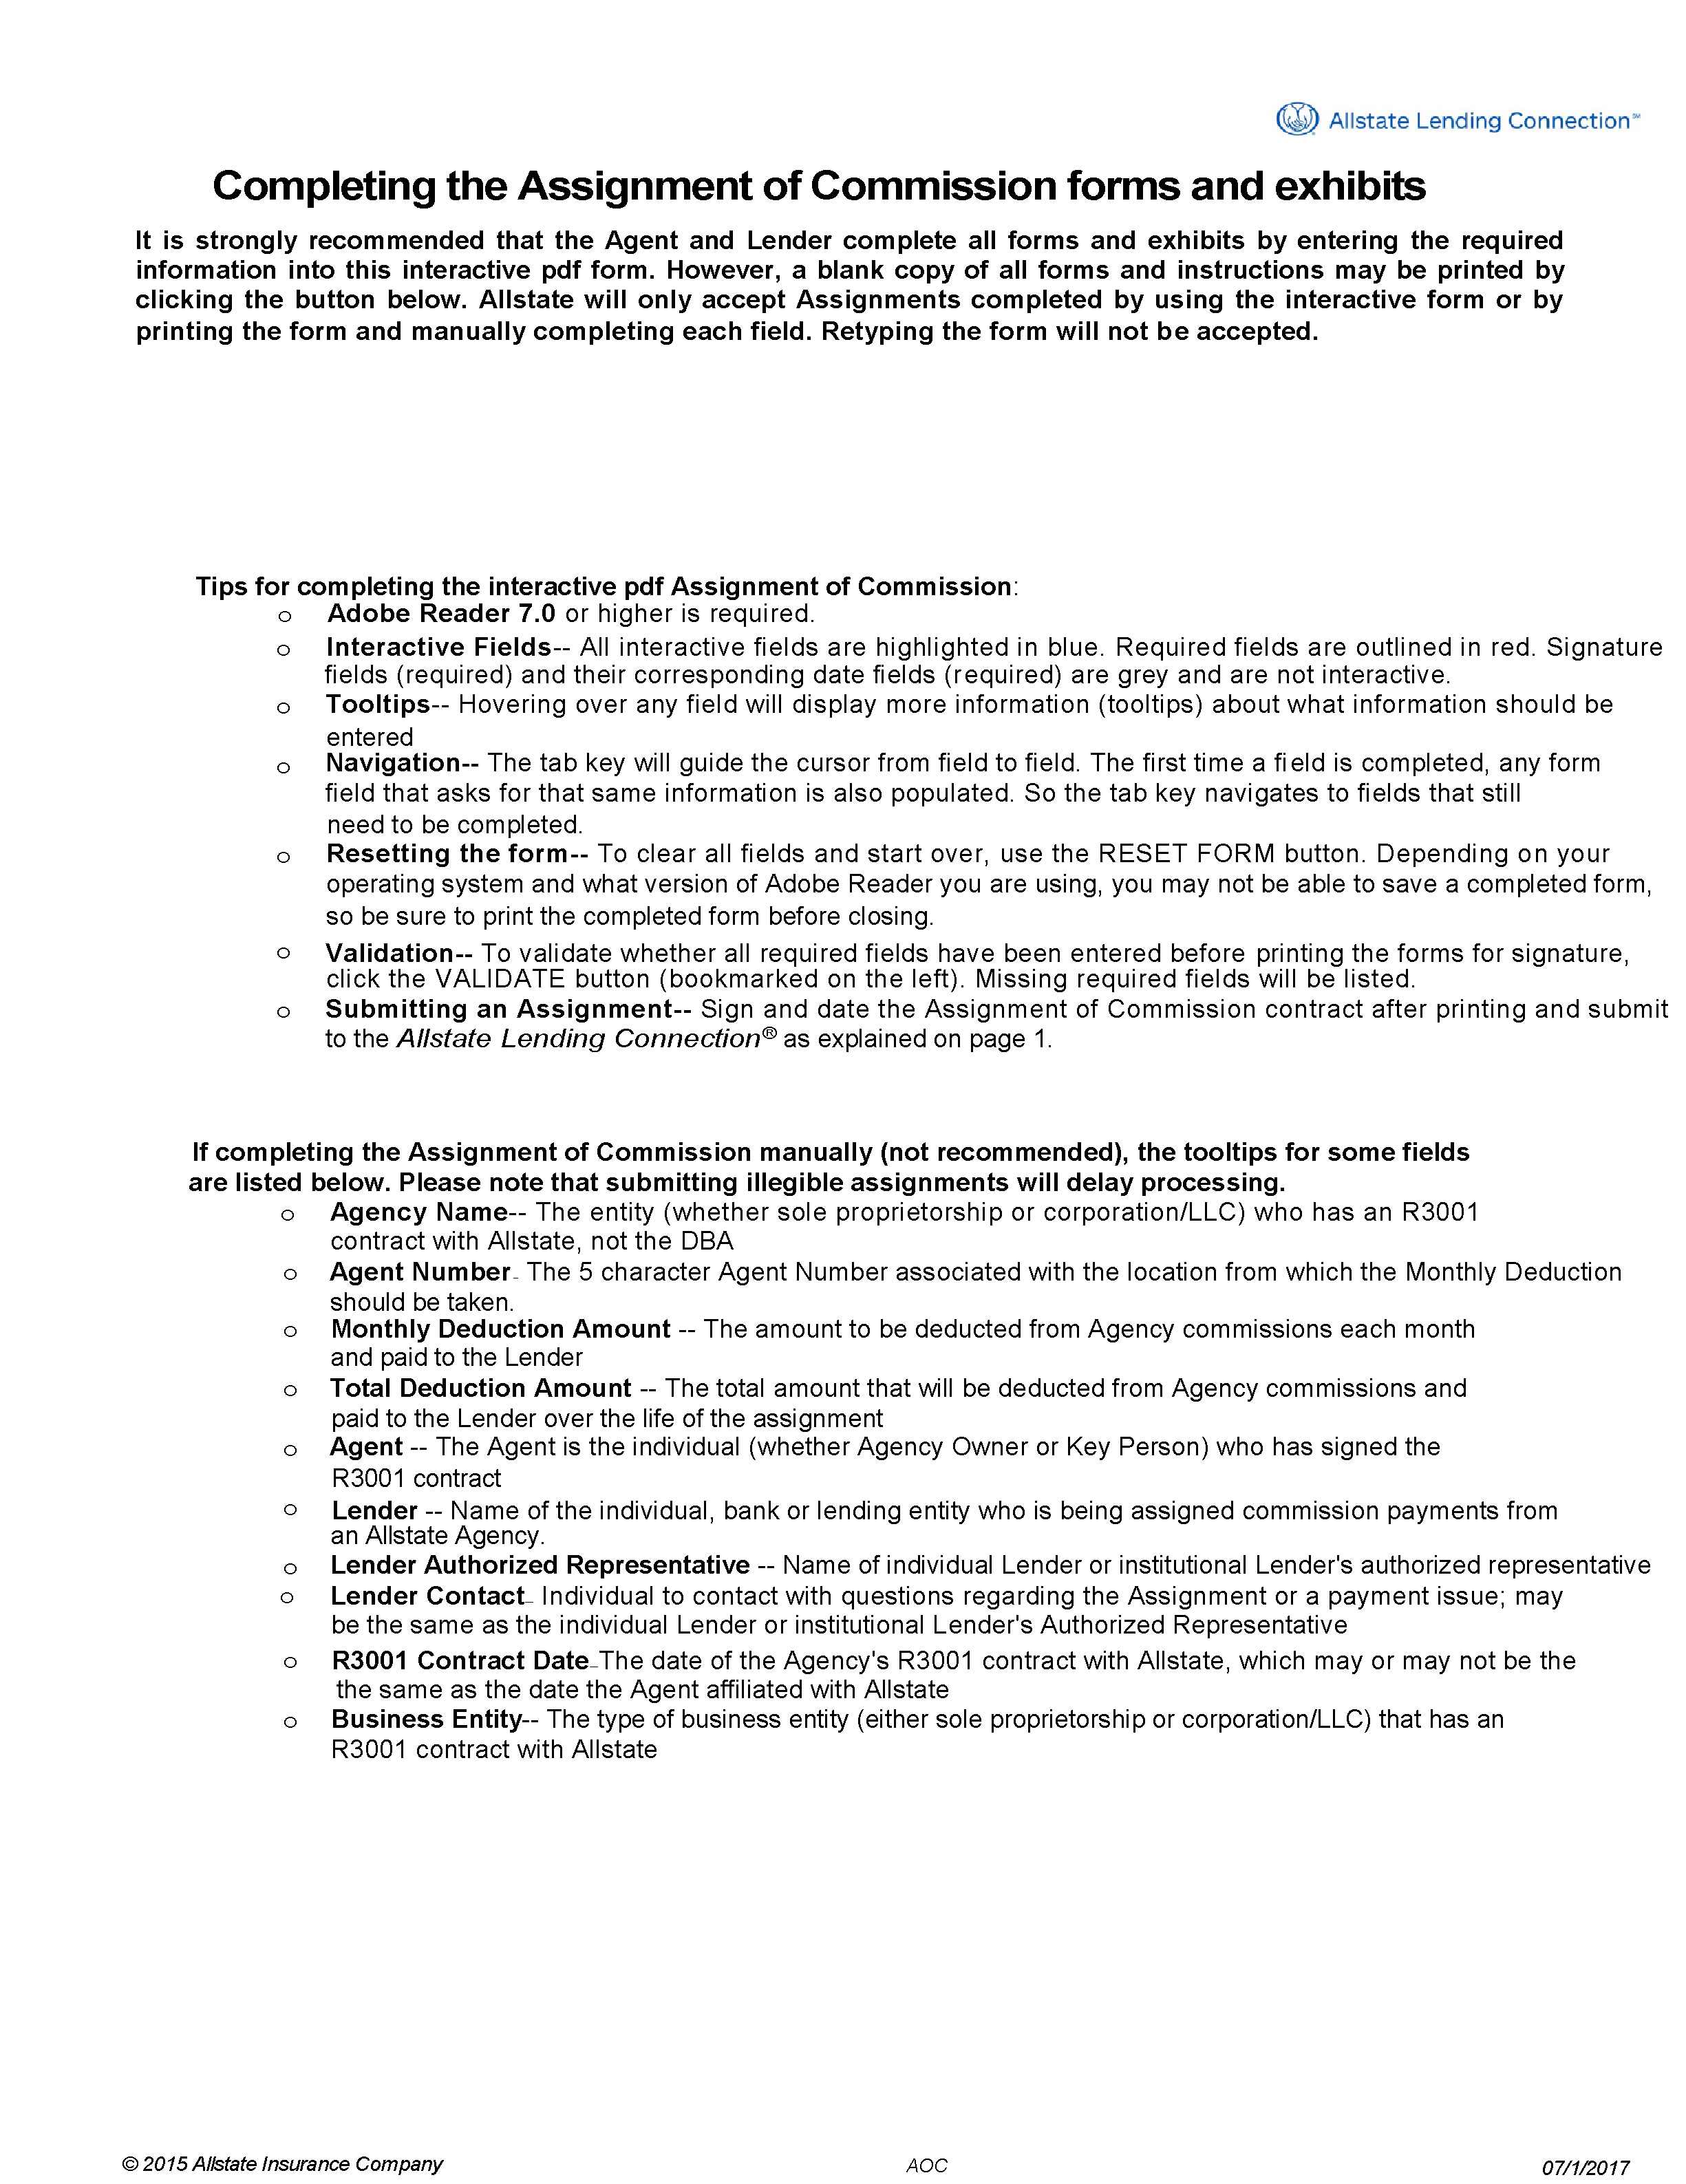 Allstate Lending Connection℠
Completing the Assignment of Commission forms and exhibits
It is strongly recommended that the Agent and Lender complete all forms and exhibits by entering the required
information into this interactive pdf form. However, a blank copy of all forms and instructions may be printed by
clicking the button below. Allstate will only accept Assignments completed by using the interactive form or by
printing the form and manually completing each field. Retyping the form will not be accepted.
Tips for completing the interactive pdf Assignment of Commission:
o Adobe Reader 7.0 or higher is required.
o Interactive Fields-- All interactive fields are highlighted in blue. Required fields are outlined in red. Signature
fields (required) and their corresponding date fields (required) are grey and are not interactive.
o Tooltips-- Hovering over any field will display more information (tooltips) about what information should be
entered
o Navigation-- The tab key will guide the cursor from field to field. The first time a field is completed, any form
field that asks for that same information is also populated. So the tab key navigates to fields that still
need to be completed.
o Resetting the form-- To clear all fields and start over, use the RESET FORM button. Depending on your
operating system and what version of Adobe Reader you are using, you may not be able to save a completed form,
so be sure to print the completed form before closing.
o Validation-- To validate whether all required fields have been entered before printing the forms for signature,
click the VALIDATE button (bookmarked on the left). Missing required fields will be listed.
o Submitting an Assignment-- Sign and date the Assignment of Commission contract after printing and submit
to the Allstate Lending Connection® as explained on page 1.
If completing the Assignment of Commission manually (not recommended), the tooltips for some fields
are listed below. Please note that submitting illegible assignments will delay processing.
o Agency Name-- The entity (whether sole proprietorship or corporation/LLC) who has an R3001
contract with Allstate, not the DBA
o Agent Number- The 5 character Agent Number associated with the location from which the Monthly Deduction
should be taken.
o Monthly Deduction Amount -- The amount to be deducted from Agency commissions each month
and paid to the Lender
o Total Deduction Amount -- The total amount that will be deducted from Agency commissions and
paid to the Lender over the life of the assignment
o Agent -- The Agent is the individual (whether Agency Owner or Key Person) who has signed the
R3001 contract
o Lender -- Name of the individual, bank or lending entity who is being assigned commission payments from
an Allstate Agency.
o Lender Authorized Representative -- Name of individual Lender or institutional Lender's authorized representative
o Lender Contact- Individual to contact with questions regarding the Assignment or a payment issue; may
be the same as the individual Lender or institutional Lender's Authorized Representative
o R3001 Contract Date-The date of the Agency's R3001 contract with Allstate, which may or may not be the
the same as the date the Agent affiliated with Allstate
o Business Entity-- The type of business entity (either sole proprietorship or corporation/LLC) that has an
R3001 contract with Allstate
© 2015 Allstate Insurance Company AOC 07/1/2017